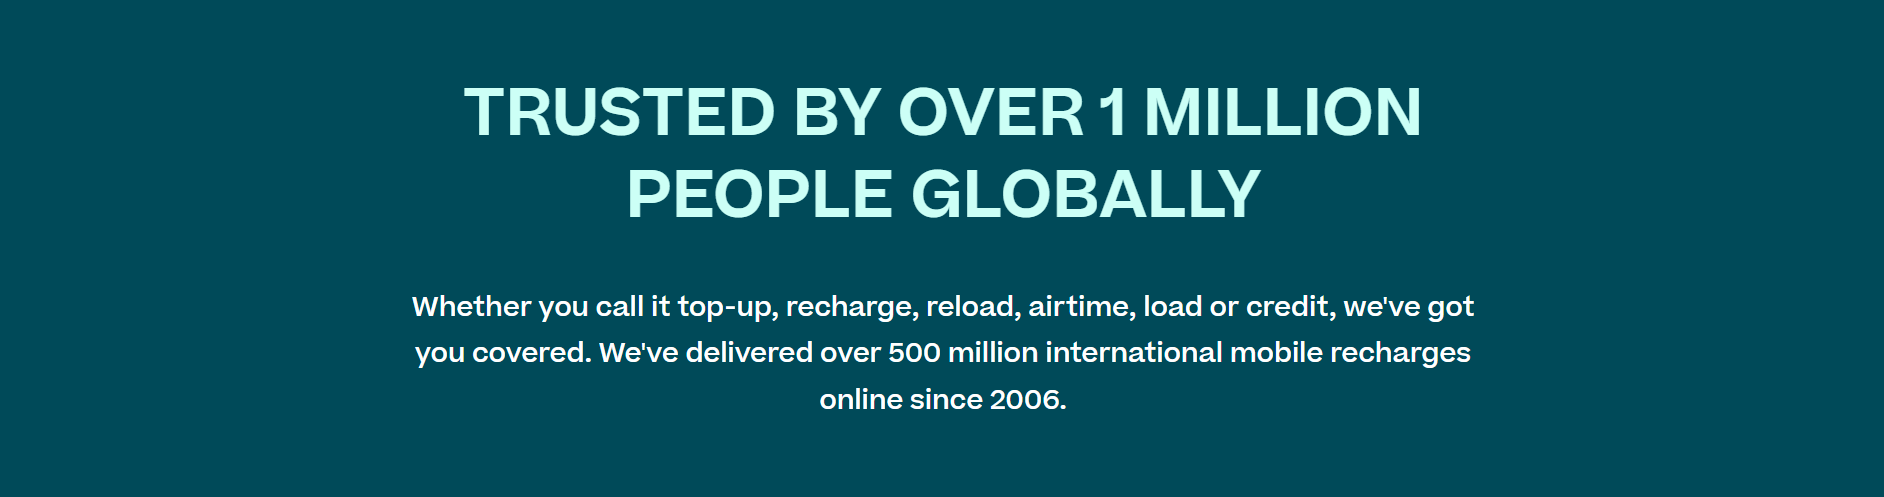 TRUSTED BY OVER 1 MILLION
PEOPLE GLOBALLY
Whether you call it top-up, recharge, reload, airtime, load or credit, we've got
you covered. We've delivered over 500 million international mobile recharges
online since 2006.